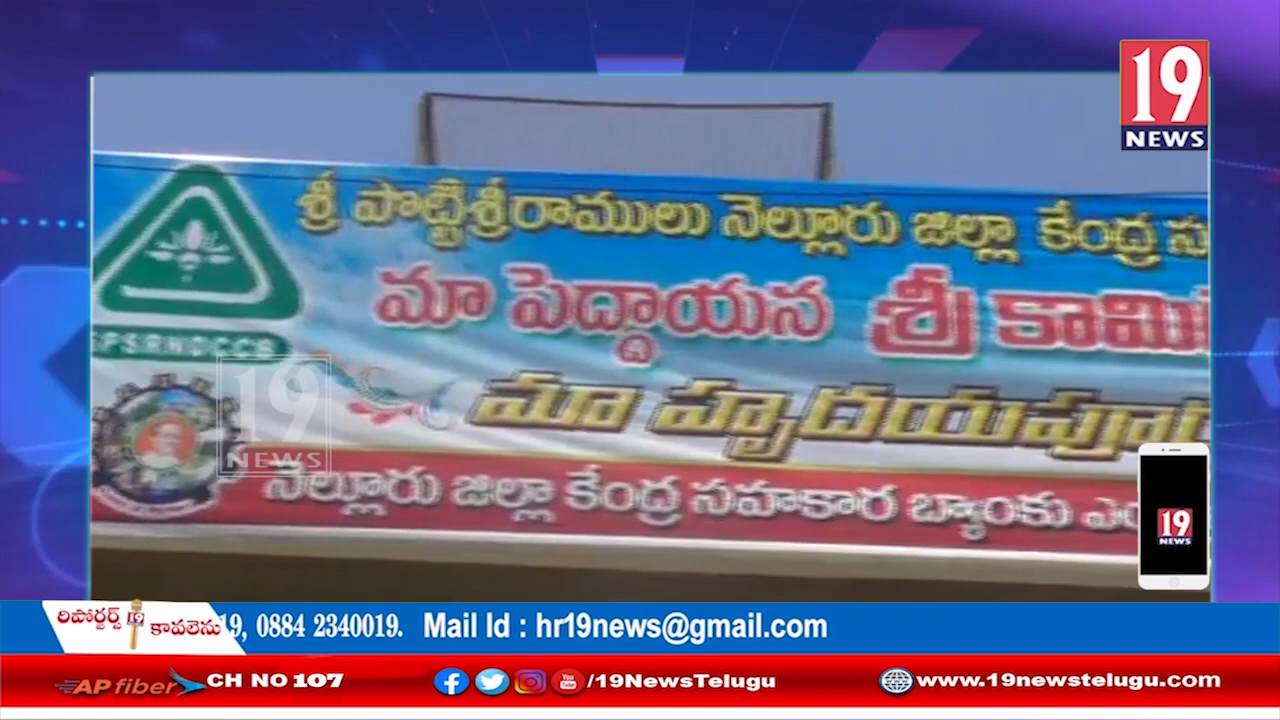 19
NEWS
శ్రీ పొట్టిశ్రీరాములు నెల్లూరు జిల్లా కేంద్ర
మా పెద్దాయన శ్రీ
SPSRNDCCB
19
NEWS
మా
నెల్లూరు జిల్లా కేంద్ర సహకార బ్యాంకు
19
NEWS
రిపోర్టర్స్ 19 కావలెను
19, 0884 2340019. Mail Id : hr19news@gmail.com
AP fiber CH NO 107 /19NewsTelugu www.19newstelugu.com